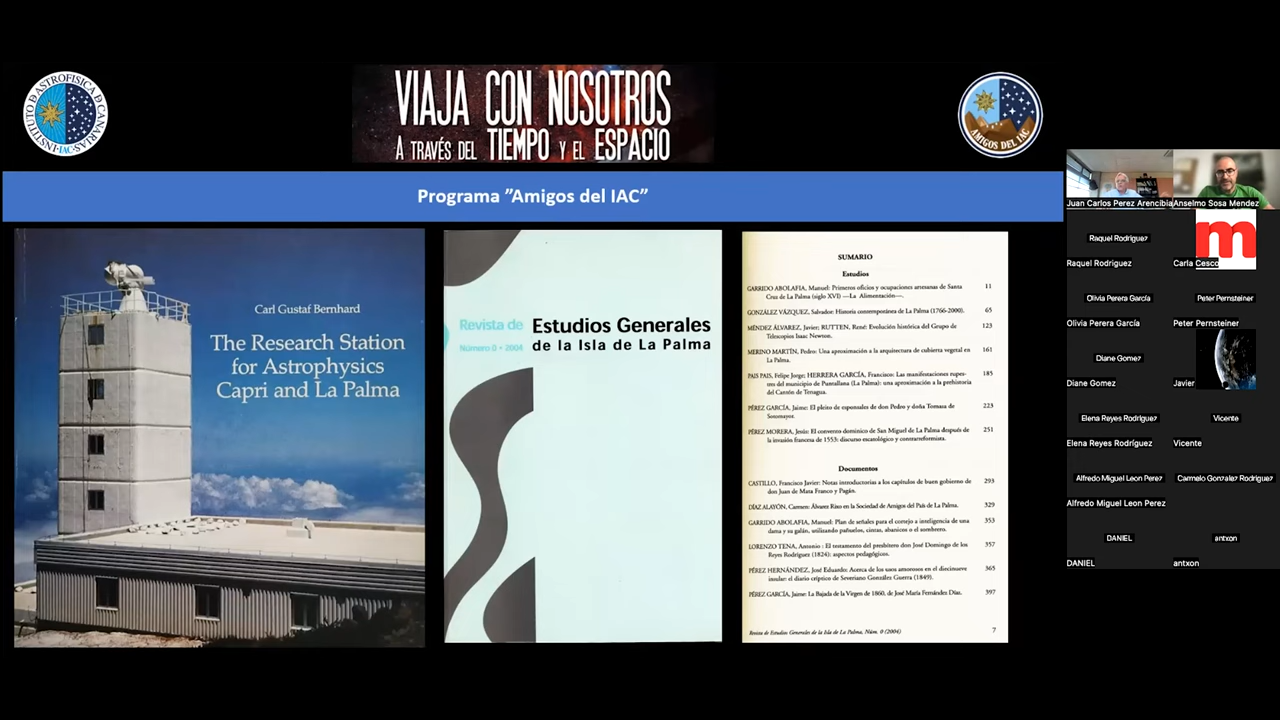 INSTITUTO D ASTROFISICA D CANARIAS
·IAC·
VIAJA CON NOSOTROS
A TRAVÉS DEL TIEMPO Y EL ESPACIO
AMIGOS DEL IAC
Programa ”Amigos del IAC”
Carl Gustaf Bernhard
The Research Station
for Astrophysics
Capri and La Palma
Revista de Estudios Generales
Número 0 • 2004 de la Isla de La Palma
SUMARIO
Estudios
GARRIDO ABOLAFIA, Manuel: Primeros oficios y ocupaciones artesanas de Santa
Cruz de La Palma (siglo XVI) —La Alimentación—. 11
GONZÁLEZ VÁZQUEZ, Salvador: Historia contemporánea de La Palma (1766-2000). 65
MÉNDEZ ÁLVAREZ, Javier; RUTTEN, René: Evolución histórica del Grupo de 123
Telescopios Isaac Newton.
MERINO MARTÍN, Pedro: Una aproximación a la arquitectura de cubierta vegetal en 161
La Palma.
PAIS PAIS, Felipe Jorge; HERRERA GARCÍA, Francisco: Las manifestaciones rupes- 185
tres del municipio de Puntallana (La Palma): una aproximación a la prehistoria
del Cantón de Tenagua.
PÉREZ GARCÍA, Jaime: El pleito de esponsales de don Pedro y doña Tomasa de 223
Sotomayor.
PÉREZ MORERA, Jesús: El convento dominico de San Miguel de La Palma después de 251
la invasión francesa de 1553: discurso escatológico y contrarreformista.
Documentos
CASTILLO, Francisco Javier: Notas introductorias a los capítulos de buen gobierno de 293
don Juan de Mata Franco y Pagán.
DÍAZ ALAYÓN, Carmen: Álvarez Rixo en la Sociedad de Amigos del País de La Palma. 329
GARRIDO ABOLAFIA, Manuel: Plan de señales para el cortejo a inteligencia de una 353
dama y su galán, utilizando pañuelos, cintas, abanicos o el sombrero.
LORENZO TENA, Antonio : El testamento del presbítero don José Domingo de los 357
Reyes Rodríguez (1824): aspectos pedagógicos.
PÉREZ HERNÁNDEZ, José Eduardo: Acerca de los usos amorosos en el diecinueve 365
insular: el diario críptico de Severiano González Guerra (1849).
PÉREZ GARCÍA, Jaime: La Bajada de la Virgen de 1860, de José María Fernández Díaz. 397
Revista de Estudios Generales de la Isla de La Palma, Núm. 0 (2004) 7
Juan Carlos Perez Arencibia
Anselmo Sosa Mendez
Raquel Rodriguez
Raquel Rodriguez
m
Carla Cesco
Olivia Perera García
Olivia Perera García
Peter Pernsteiner
Peter Pernsteiner
Diane Gomez
Diane Gomez
Javier
Elena Reyes Rodríguez
Elena Reyes Rodríguez
Vicente
Vicente
Alfredo Miguel Leon Perez
Alfredo Miguel Leon Perez
Carmelo Gonzalez Rodriguez
DANIEL
DANIEL
antxon
antxon